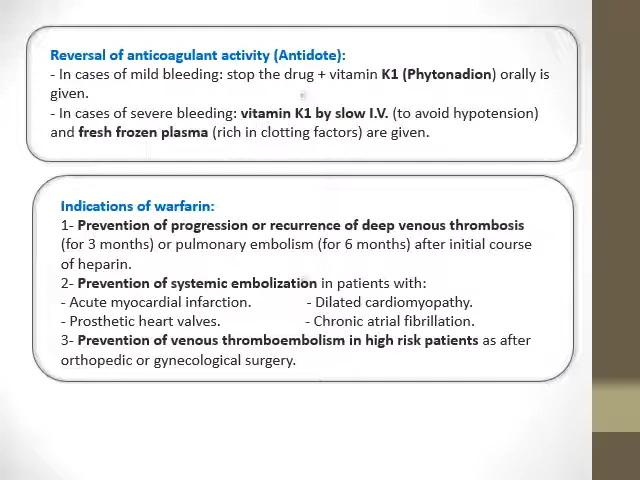 Reversal of anticoagulant activity (Antidote):
- In cases of mild bleeding: stop the drug + vitamin K1 (Phytonadion) orally is
given.
- In cases of severe bleeding: vitamin K1 by slow I.V. (to avoid hypotension)
and fresh frozen plasma (rich in clotting factors) are given.
Indications of warfarin:
1- Prevention of progression or recurrence of deep venous thrombosis
(for 3 months) or pulmonary embolism (for 6 months) after initial course
of heparin.
2- Prevention of systemic embolization in patients with:
- Acute myocardial infarction. - Dilated cardiomyopathy.
- Prosthetic heart valves. - Chronic atrial fibrillation.
3- Prevention of venous thromboembolism in high risk patients as after
orthopedic or gynecological surgery.